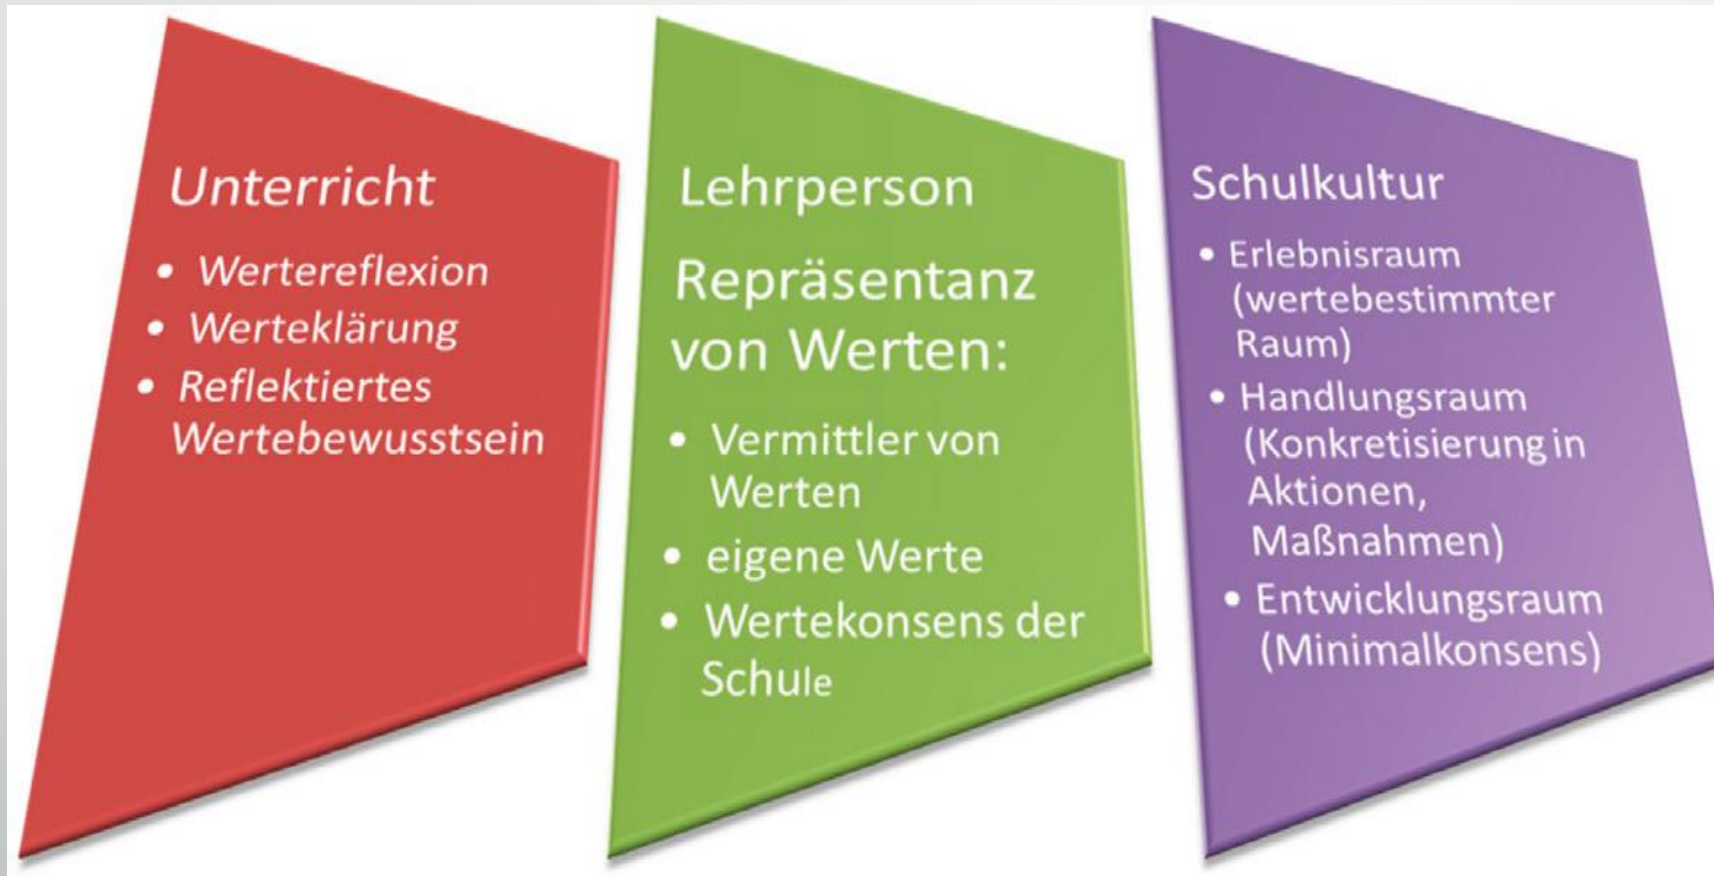 Unterricht
• Wertereflexion
• Werteklärung
• Reflektiertes
Wertebewusstsein
Lehrperson
Repräsentanz
von Werten:
• Vermittler von
Werten
• eigene Werte
• Wertekonsens der
Schule
Schulkultur
• Erlebnisraum
(wertebestimmter
Raum)
• Handlungsraum
(Konkretisierung in
Aktionen,
Maßnahmen)
• Entwicklungsraum
(Minimalkonsens)